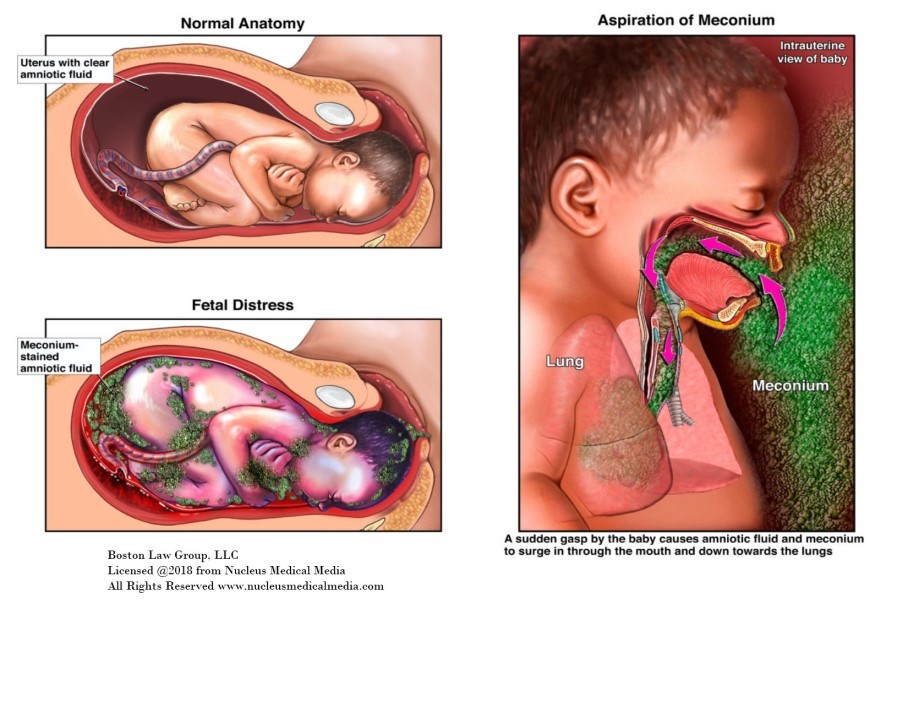 Normal Anatomy
Uterus with clear
amniotic fluid
Fetal Distress
Meconium-
stained
amniotic fluid
Boston Law Group, LLC
Licensed @2018 from Nucleus Medical Media
All Rights Reserved www.nucleusmedicalmedia.com
Aspiration of Meconium
Intrauterine
view of baby
Lung
Meconium
A sudden gasp by the baby causes amniotic fluid and meconium
to surge in through the mouth and down towards the lungs